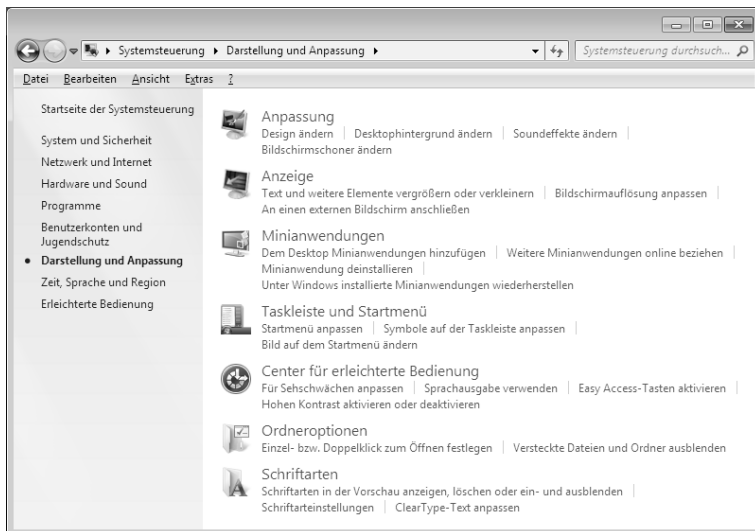 Systemsteuerung ▸ Darstellung und Anpassung ▸
Systemsteuerung durchsuch...
Datei Bearbeiten Ansicht Extras ?
Startseite der Systemsteuerung
System und Sicherheit
Netzwerk und Internet
Hardware und Sound
Programme
Benutzerkonten und
Jugendschutz
Darstellung und Anpassung
Zeit, Sprache und Region
Erleichterte Bedienung
Anpassung
Design ändern | Desktophintergrund ändern | Soundeffekte ändern |
Bildschirmschoner ändern
Anzeige
Text und weitere Elemente vergrößern oder verkleinern | Bildschirmauflösung anpassen |
An einen externen Bildschirm anschließen
Minianwendungen
Dem Desktop Minianwendungen hinzufügen | Weitere Minianwendungen online beziehen |
Minianwendung deinstallieren |
Unter Windows installierte Minianwendungen wiederherstellen
Taskleiste und Startmenü
Startmenü anpassen | Symbole auf der Taskleiste anpassen |
Bild auf dem Startmenü ändern
Center für erleichterte Bedienung
Für Sehschwächen anpassen | Sprachausgabe verwenden | Easy Access-Tasten aktivieren |
Hohen Kontrast aktivieren oder deaktivieren
Ordneroptionen
Einzel- bzw. Doppelklick zum Öffnen festlegen | Versteckte Dateien und Ordner ausblenden
Schriftarten
Schriftarten in der Vorschau anzeigen, löschen oder ein- und ausblenden |
Schriftarteinstellungen | ClearType-Text anpassen